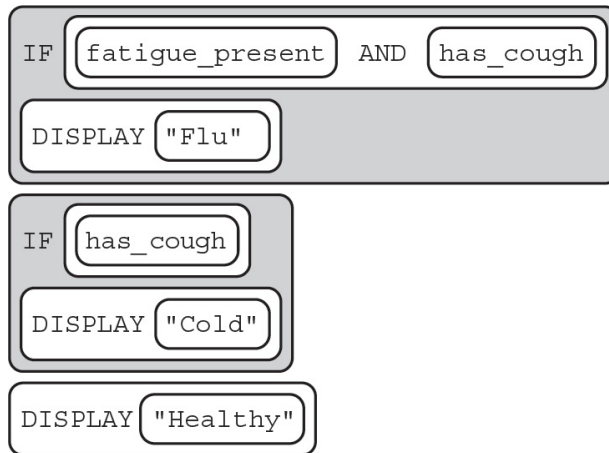 IF fatigue_present AND has_cough
DISPLAY "Flu"
IF has_cough
DISPLAY "Cold"
DISPLAY "Healthy"